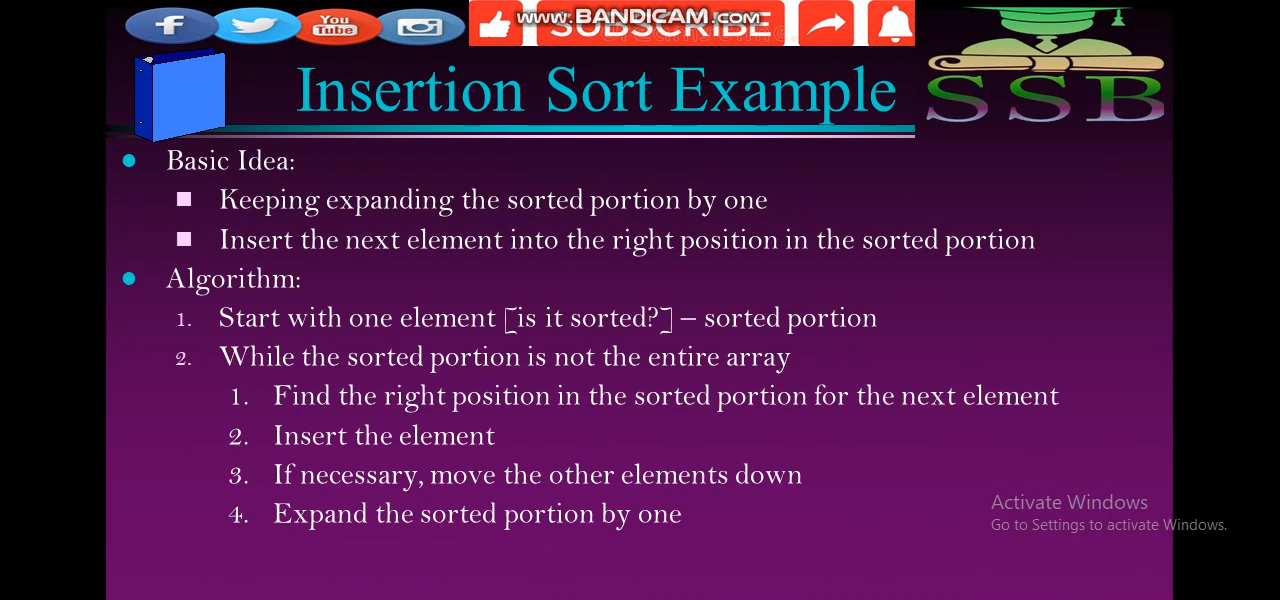 f
You
Tube
www.BANDICAM.com
SUBSCRIBE
SSB
Insertion Sort Example
Basic Idea:
Keeping expanding the sorted portion by one
Insert the next element into the right position in the sorted portion
Algorithm:
1. Start with one element [is it sorted?] – sorted portion
2. While the sorted portion is not the entire array
1. Find the right position in the sorted portion for the next element
2. Insert the element
3. If necessary, move the other elements down
4. Expand the sorted portion by one
Activate Windows
Go to Settings to activate Windows.